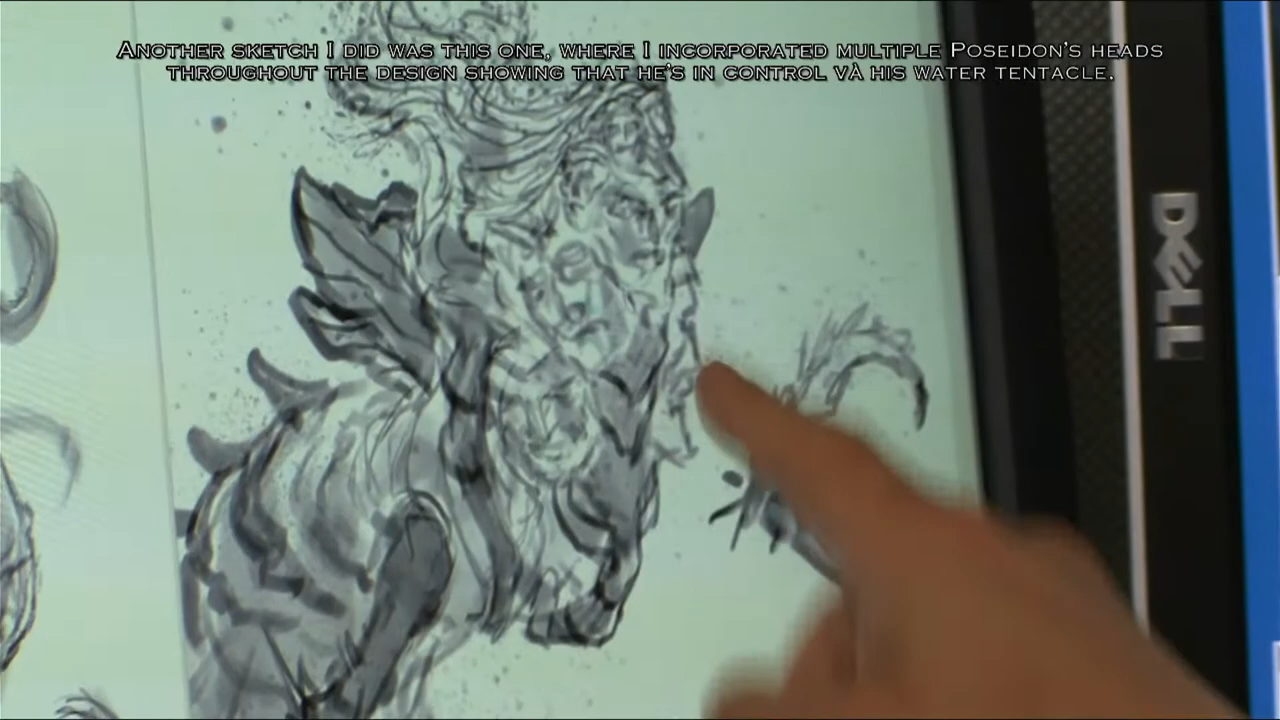 Another sketch I did was this one, where I incorporated multiple Poseidon's heads
throughout the design showing that he's in control và his water tentacle.
DELL